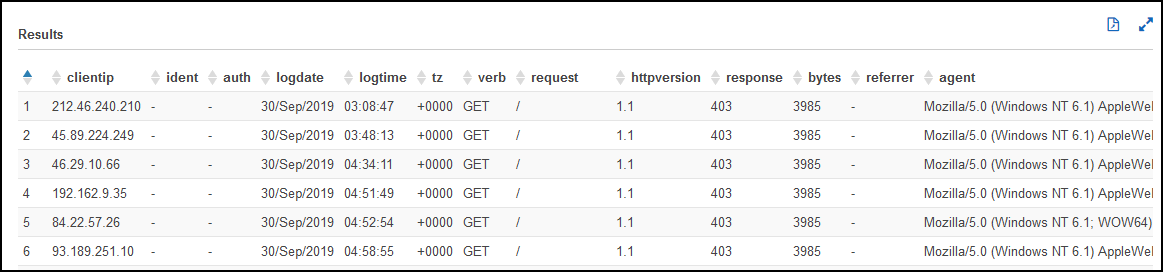 Results
clientip ident auth logdate logtime tz verb request httpversion response bytes referrer agent
1 212.46.240.210 - - 30/Sep/2019 03:08:47 +0000 GET / 1.1 403 3985 - Mozilla/5.0 (Windows NT 6.1) AppleWel
2 45.89.224.249 - - 30/Sep/2019 03:48:13 +0000 GET / 1.1 403 3985 - Mozilla/5.0 (Windows NT 6.1) AppleWel
3 46.29.10.66 - - 30/Sep/2019 04:34:11 +0000 GET / 1.1 403 3985 - Mozilla/5.0 (Windows NT 6.1) AppleWel
4 192.162.9.35 - - 30/Sep/2019 04:51:49 +0000 GET / 1.1 403 3985 - Mozilla/5.0 (Windows NT 6.1) AppleWel
5 84.22.57.26 - - 30/Sep/2019 04:52:54 +0000 GET / 1.1 403 3985 - Mozilla/5.0 (Windows NT 6.1; WOW64)
6 93.189.251.10 - - 30/Sep/2019 04:58:55 +0000 GET / 1.1 403 3985 - Mozilla/5.0 (Windows NT 6.1) AppleWel